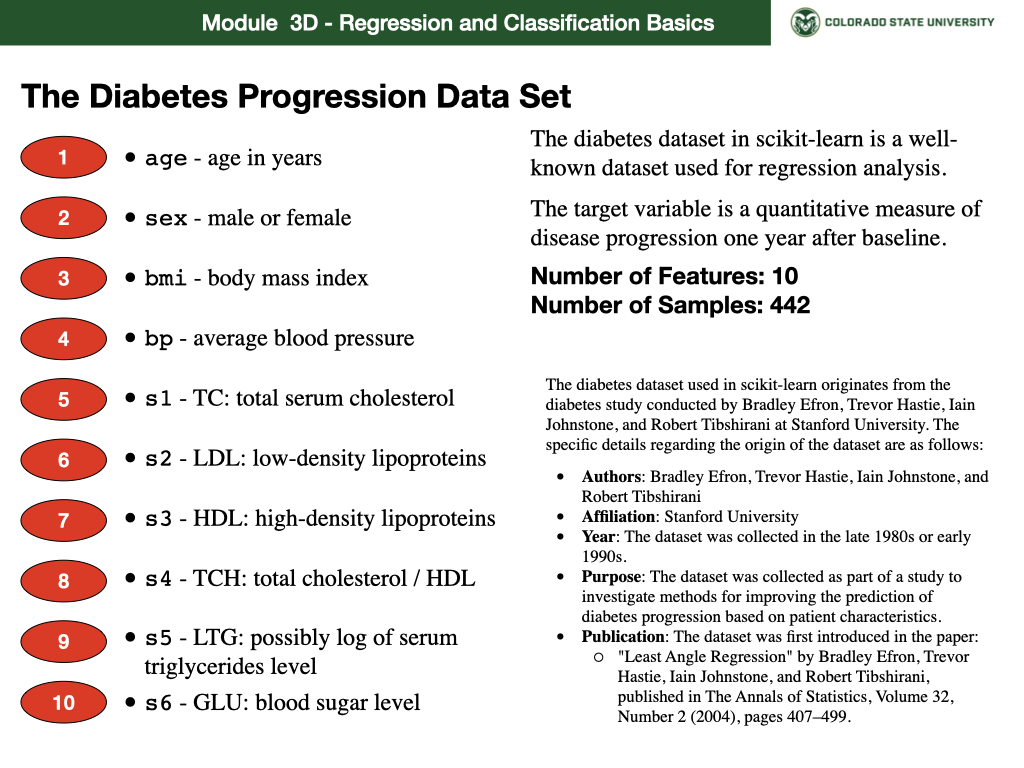 Module 3D - Regression and Classification Basics
COLORADO STATE UNIVERSITY
The Diabetes Progression Data Set
1
• age - age in years
2
• sex - male or female
3
• bmi - body mass index
4
• bp - average blood pressure
5
• s1 - TC: total serum cholesterol
6
• s2 - LDL: low-density lipoproteins
7
• s3 - HDL: high-density lipoproteins
8
• s4 - TCH: total cholesterol / HDL
9
• s5 - LTG: possibly log of serum
triglycerides level
10
• s6 - GLU: blood sugar level
The diabetes dataset in scikit-learn is a well-
known dataset used for regression analysis.
The target variable is a quantitative measure of
disease progression one year after baseline.
Number of Features: 10
Number of Samples: 442
The diabetes dataset used in scikit-learn originates from the
diabetes study conducted by Bradley Efron, Trevor Hastie, Iain
Johnstone, and Robert Tibshirani at Stanford University. The
specific details regarding the origin of the dataset are as follows:
• Authors: Bradley Efron, Trevor Hastie, Iain Johnstone, and
Robert Tibshirani
• Affiliation: Stanford University
• Year: The dataset was collected in the late 1980s or early
1990s.
• Purpose: The dataset was collected as part of a study to
investigate methods for improving the prediction of
diabetes progression based on patient characteristics.
• Publication: The dataset was first introduced in the paper:
○ "Least Angle Regression" by Bradley Efron, Trevor
Hastie, Iain Johnstone, and Robert Tibshirani,
published in The Annals of Statistics, Volume 32,
Number 2 (2004), pages 407–499.